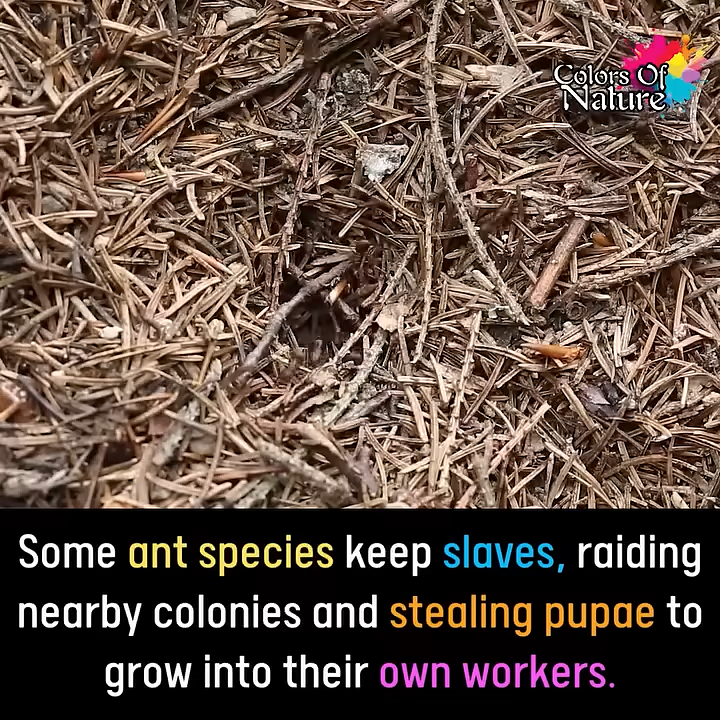 Colors Of
Nature
Some ant species keep slaves, raiding
nearby colonies and stealing pupae to
grow into their own workers.